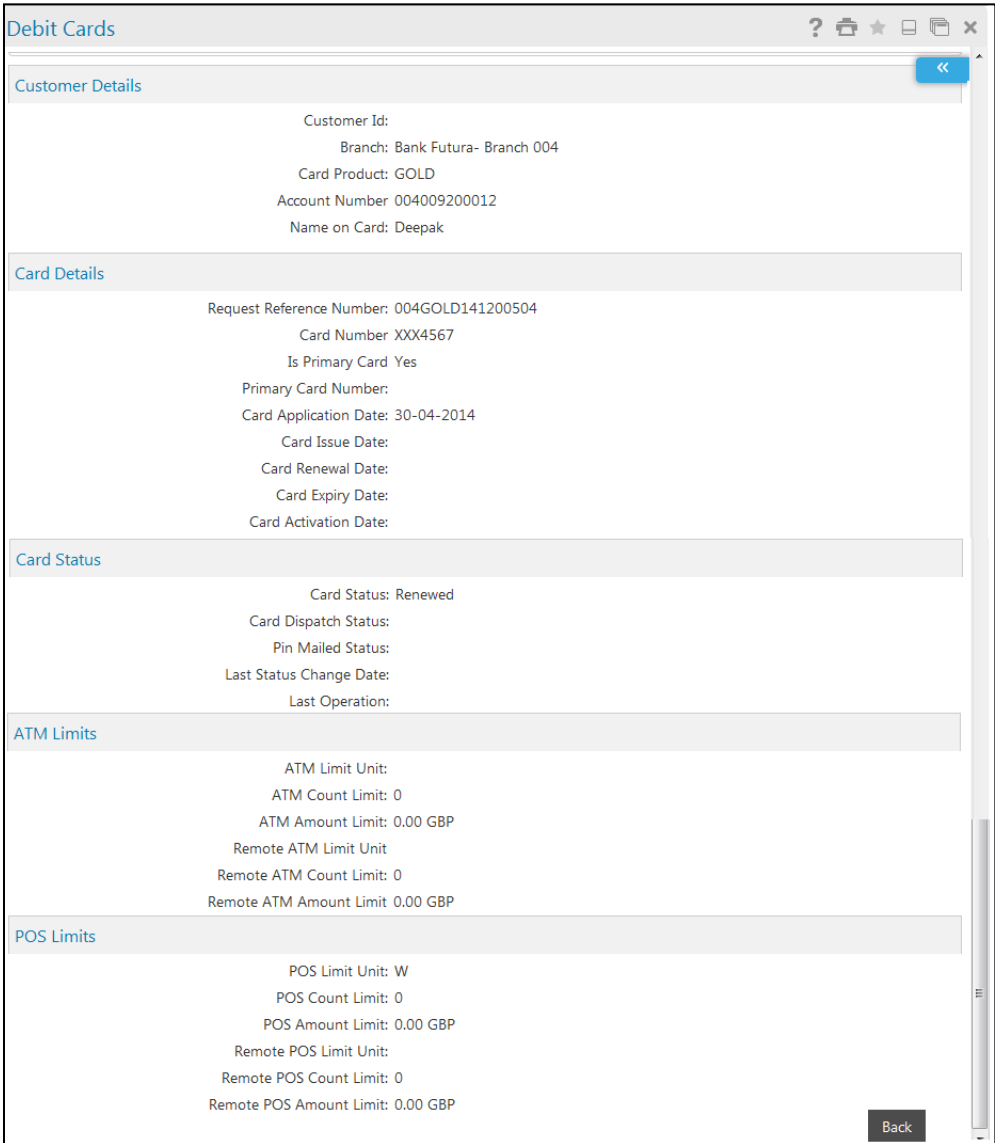 Debit Cards
Customer Details
Customer Id:
Branch: Bank Futura- Branch 004
Card Product: GOLD
Account Number 004009200012
Name on Card: Deepak
Card Details
Request Reference Number: 004GOLD141200504
Card Number XXX4567
Is Primary Card Yes
Primary Card Number:
Card Application Date: 30-04-2014
Card Issue Date:
Card Renewal Date:
Card Expiry Date:
Card Activation Date:
Card Status
Card Status: Renewed
Card Dispatch Status:
Pin Mailed Status:
Last Status Change Date:
Last Operation:
ATM Limits
ATM Limit Unit:
ATM Count Limit: 0
ATM Amount Limit: 0.00 GBP
Remote ATM Limit Unit
Remote ATM Count Limit: 0
Remote ATM Amount Limit 0.00 GBP
POS Limits
POS Limit Unit: W
POS Count Limit: 0
POS Amount Limit: 0.00 GBP
Remote POS Limit Unit:
Remote POS Count Limit: 0
Remote POS Amount Limit: 0.00 GBP
Back